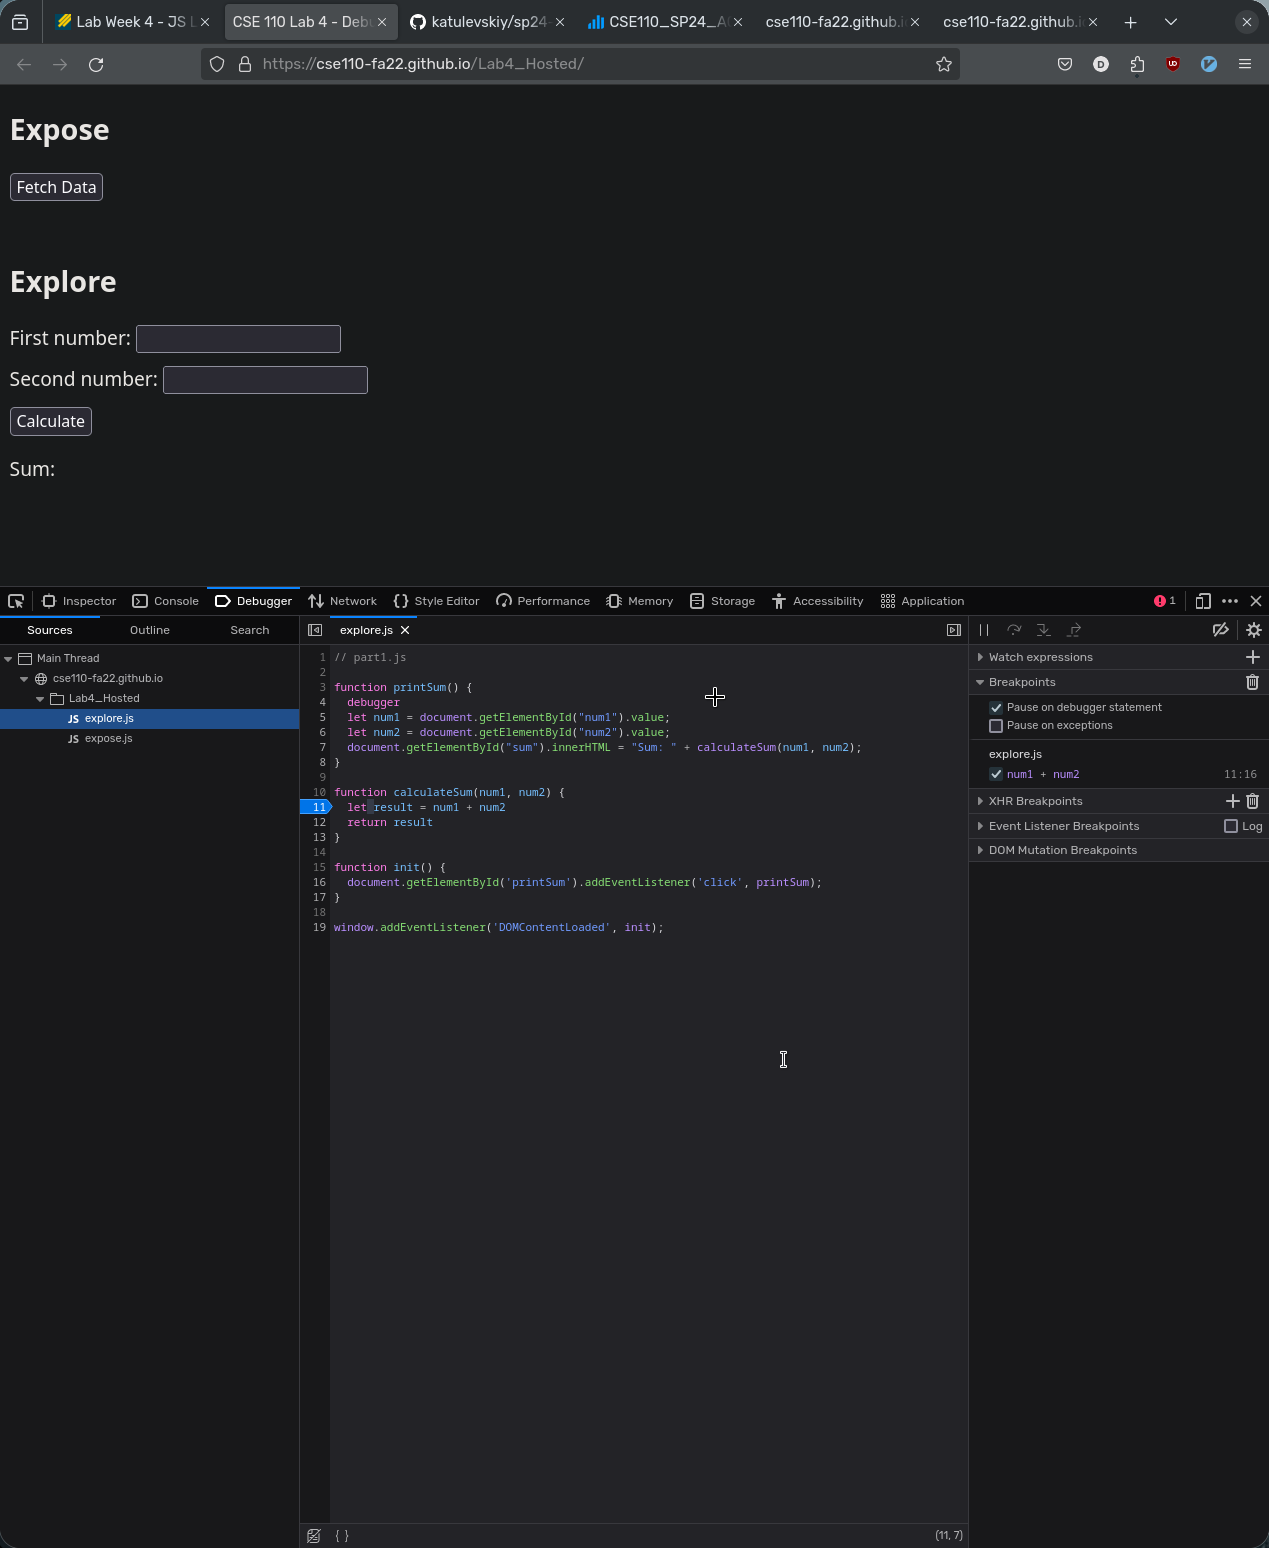 Lab Week 4 - JS L
CSE 110 Lab 4 - Debu
katulevskiy/sp24-
CSE110_SP24_A
cse110-fa22.github.i
cse110-fa22.github.i
https://cse110-fa22.github.io/Lab4_Hosted/
Expose
Fetch Data
Explore
First number:
Second number:
Calculate
Sum:
Inspector Console Debugger Network Style Editor Performance Memory Storage Accessibility Application 1
Sources Outline Search
explore.js
Main Thread
cse110-fa22.github.io
Lab4_Hosted
JS explore.js
JS expose.js
1 // part1.js
2
3 function printSum() {
4 debugger
5 let num1 = document.getElementById("num1").value;
6 let num2 = document.getElementById("num2").value;
7 document.getElementById("sum").innerHTML = "Sum: " + calculateSum(num1, num2);
8 }
9
10 function calculateSum(num1, num2) {
11 let result = num1 + num2
12 return result
13 }
14
15 function init() {
16 document.getElementById('printSum').addEventListener('click', printSum);
17 }
18
19 window.addEventListener('DOMContentLoaded', init);
Watch expressions
Breakpoints
Pause on debugger statement
Pause on exceptions
explore.js
num1 + num2 11:16
XHR Breakpoints
Event Listener Breakpoints Log
DOM Mutation Breakpoints
{ } (11, 7)